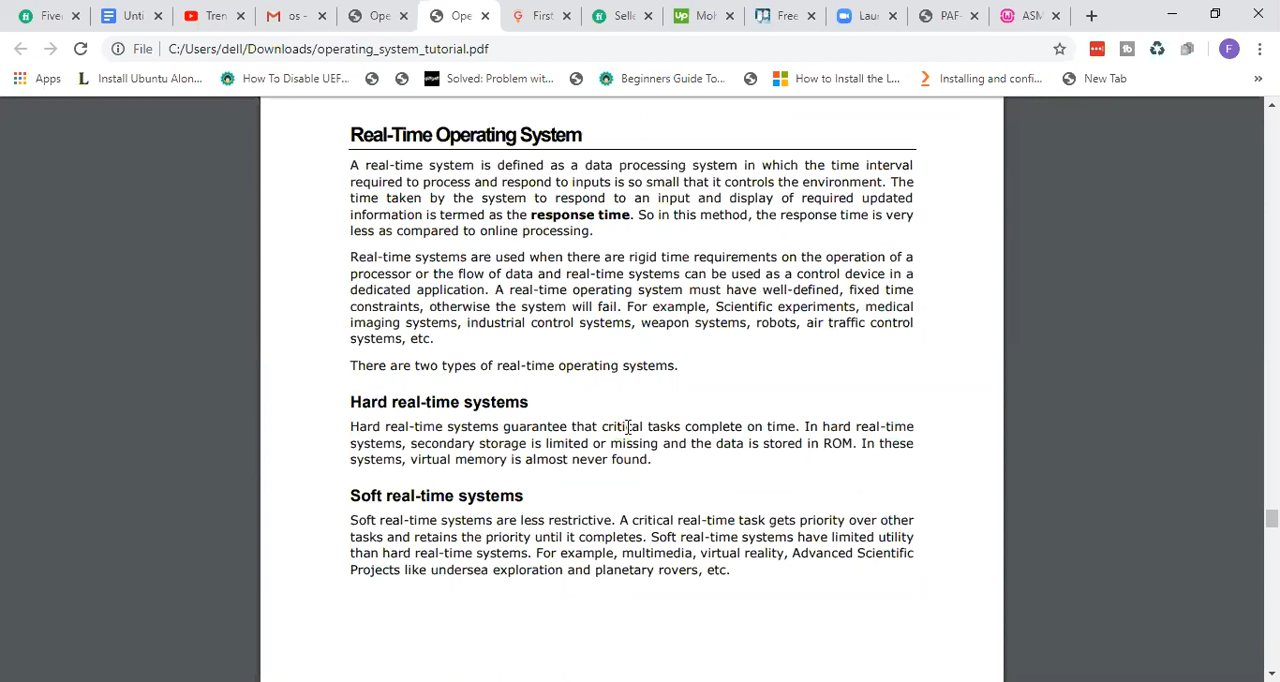 Five
Unti
Tren
os -
Ope
Ope
First
Selle
Up Moh
Free
Laun
PAF-
ASM
File C:/Users/dell/Downloads/operating_system_tutorial.pdf F
Apps Install Ubuntu Alon... How To Disable UEF... Solved: Problem wit... Beginners Guide To... How to Install the L... Installing and confi... New Tab »
Real-Time Operating System
A real-time system is defined as a data processing system in which the time interval
required to process and respond to inputs is so small that it controls the environment. The
time taken by the system to respond to an input and display of required updated
information is termed as the response time. So in this method, the response time is very
less as compared to online processing.
Real-time systems are used when there are rigid time requirements on the operation of a
processor or the flow of data and real-time systems can be used as a control device in a
dedicated application. A real-time operating system must have well-defined, fixed time
constraints, otherwise the system will fail. For example, Scientific experiments, medical
imaging systems, industrial control systems, weapon systems, robots, air traffic control
systems, etc.
There are two types of real-time operating systems.
Hard real-time systems
Hard real-time systems guarantee that critical tasks complete on time. In hard real-time
systems, secondary storage is limited or missing and the data is stored in ROM. In these
systems, virtual memory is almost never found.
Soft real-time systems
Soft real-time systems are less restrictive. A critical real-time task gets priority over other
tasks and retains the priority until it completes. Soft real-time systems have limited utility
than hard real-time systems. For example, multimedia, virtual reality, Advanced Scientific
Projects like undersea exploration and planetary rovers, etc.